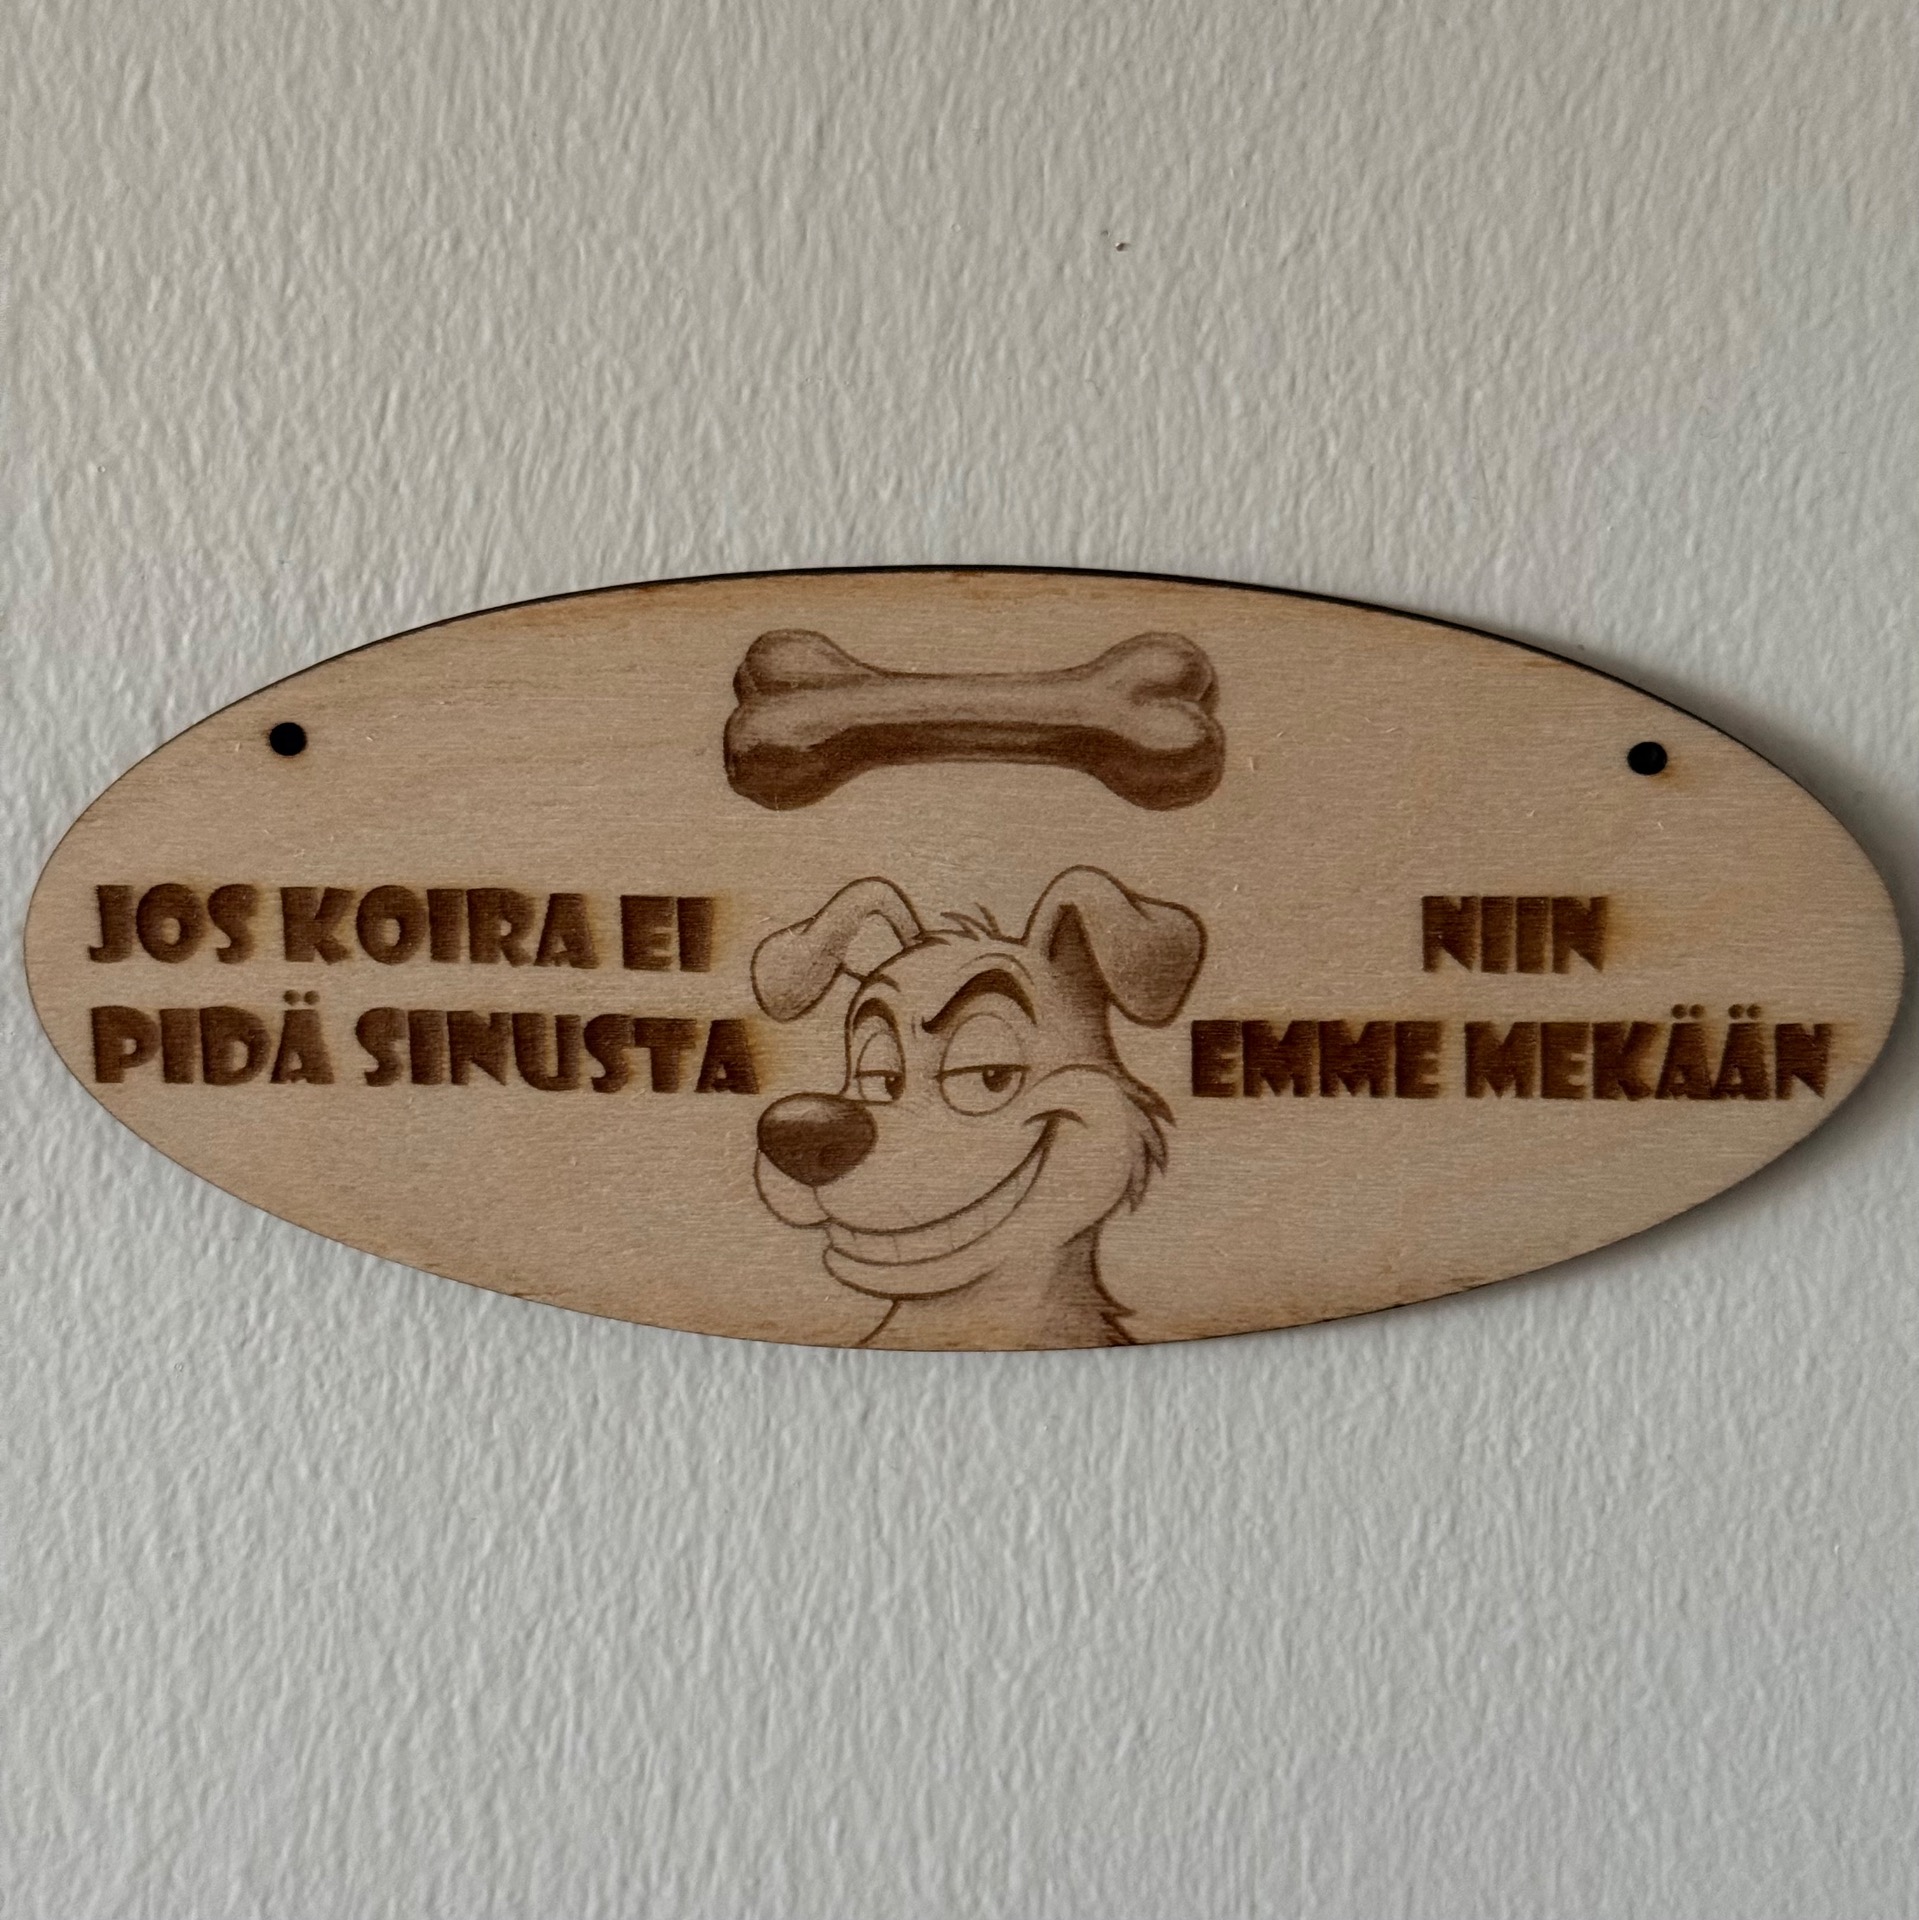 JOS KOIRA EI
PIDÄ SINUSTA
NIIN
EMME MEKÄÄN